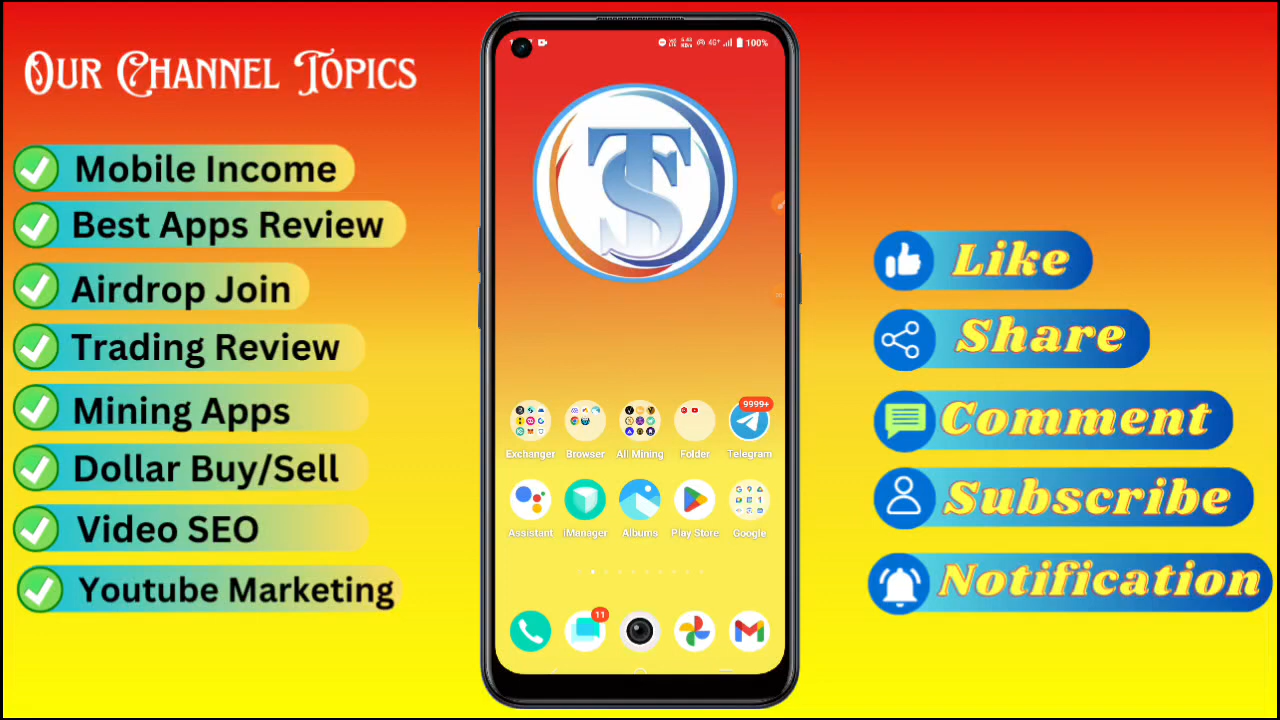 Our Channel Topics
Mobile Income
Best Apps Review
Airdrop Join
Trading Review
Mining Apps
Dollar Buy/Sell
Video SEO
Youtube Marketing
4G+ 100%
TS
9999+
Exchanger Browser All Mining Folder Telegram
Assistant iManager Albums Play Store Google
11
Like
Share
Comment
Subscribe
Notification